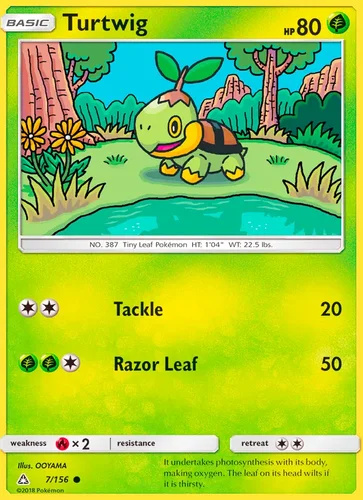 BASIC Turtwig HP 80
NO. 387 Tiny Leaf Pokémon HT: 1'04" WT: 22.5 lbs.
Tackle 20
Razor Leaf 50
weakness × 2 resistance retreat
Illus. OOYAMA
7/156
©2018 Pokémon
It undertakes photosynthesis with its body,
making oxygen. The leaf on its head wilts if
it is thirsty.